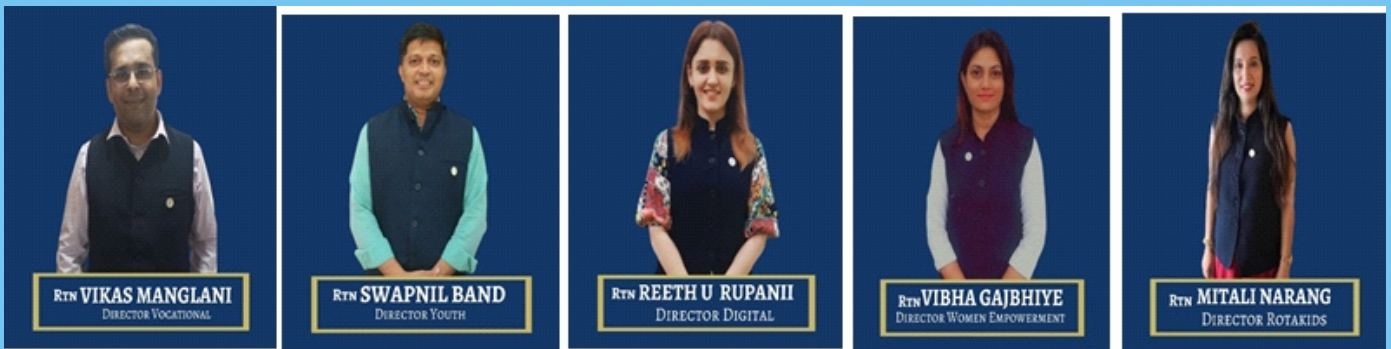 RTN VIKAS MANGLANI
DIRECTOR VOCATIONAL
RTN SWAPNIL BAND
DIRECTOR YOUTH
RTN REETH U RUPANII
DIRECTOR DIGITAL
RTN VIBHA GAJBHIYE
DIRECTOR WOMEN EMPOWERMENT
RTN MITALI NARANG
DIRECTOR ROTAKIDS